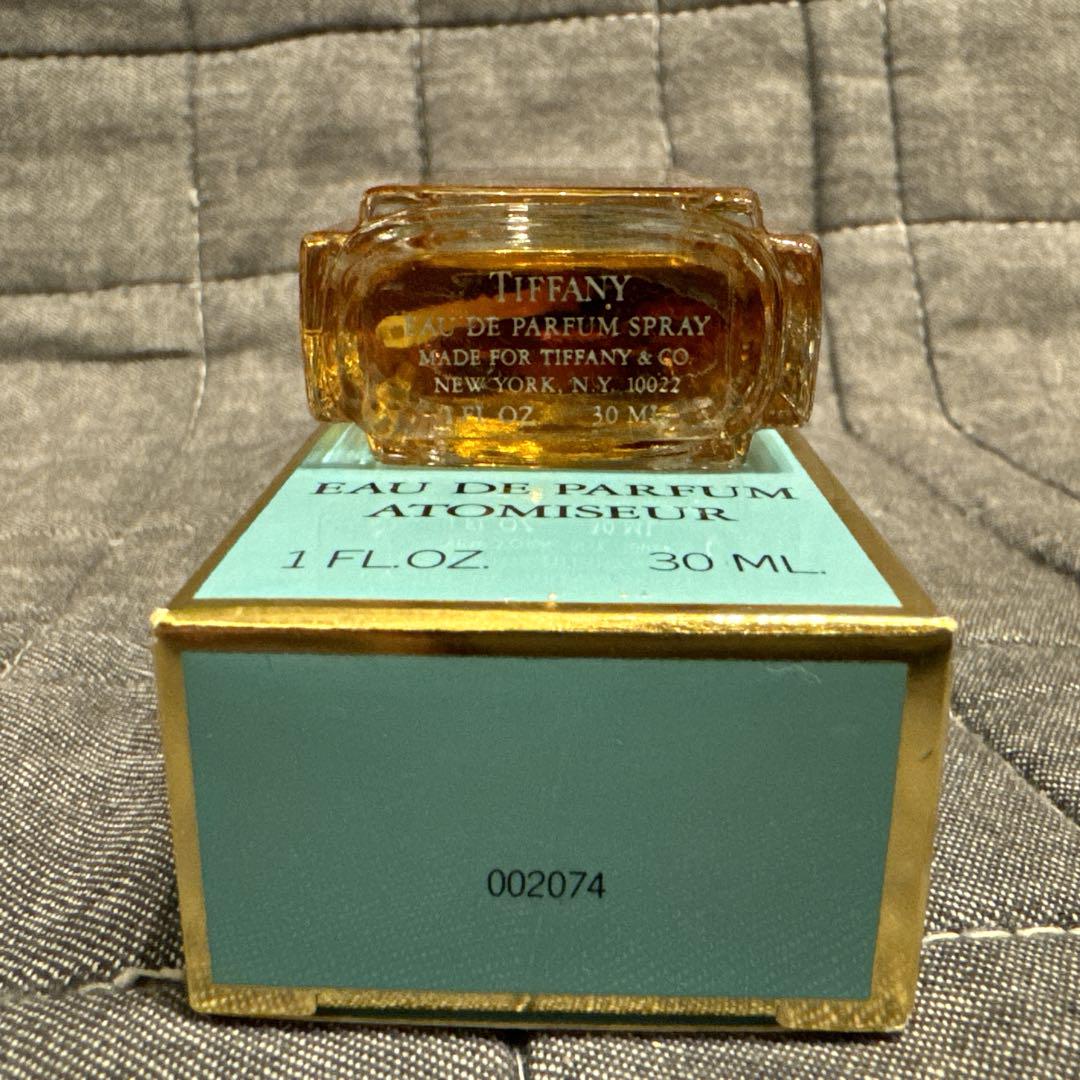 TIFFANY
EAU DE PARFUM SPRAY
MADE FOR TIFFANY & CO.
NEW YORK, N.Y. 10022
1 FL OZ 30 ML
EAU DE PARFUM
ATOMISEUR
1 FL.OZ. 30 ML.
002074